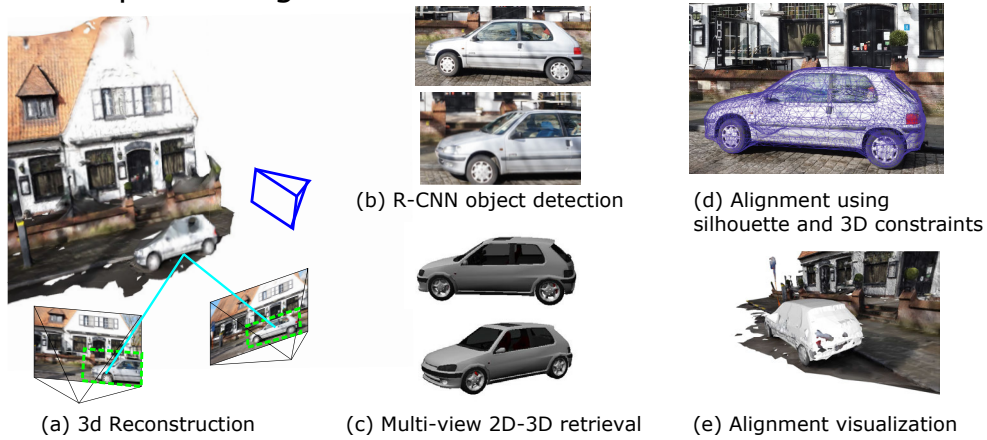 (b) R-CNN object detection
(d) Alignment using
silhouette and 3D constraints
(a) 3d Reconstruction
(c) Multi-view 2D-3D retrieval
(e) Alignment visualization